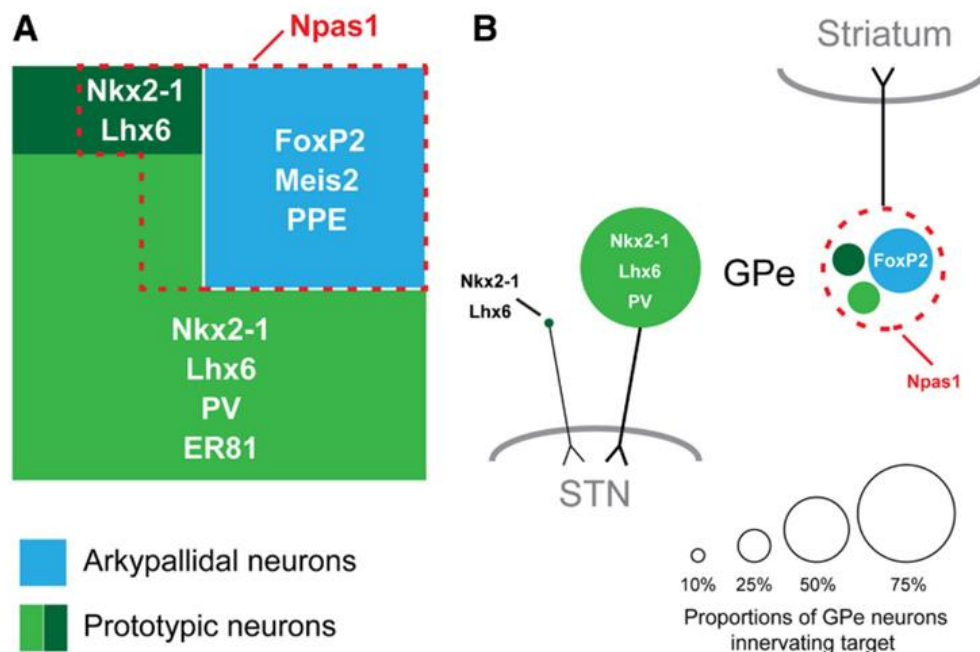 A
Npas1
Nkx2-1
Lhx6
FoxP2
Meis2
PPE
Nkx2-1
Lhx6
PV
ER81
Arkypallidal neurons
Prototypic neurons
B
Striatum
Nkx2-1
Lhx6
Nkx2-1
Lhx6
PV
GPe
FoxP2
Npas1
STN
10% 25% 50% 75%
Proportions of GPe neurons
innervating target